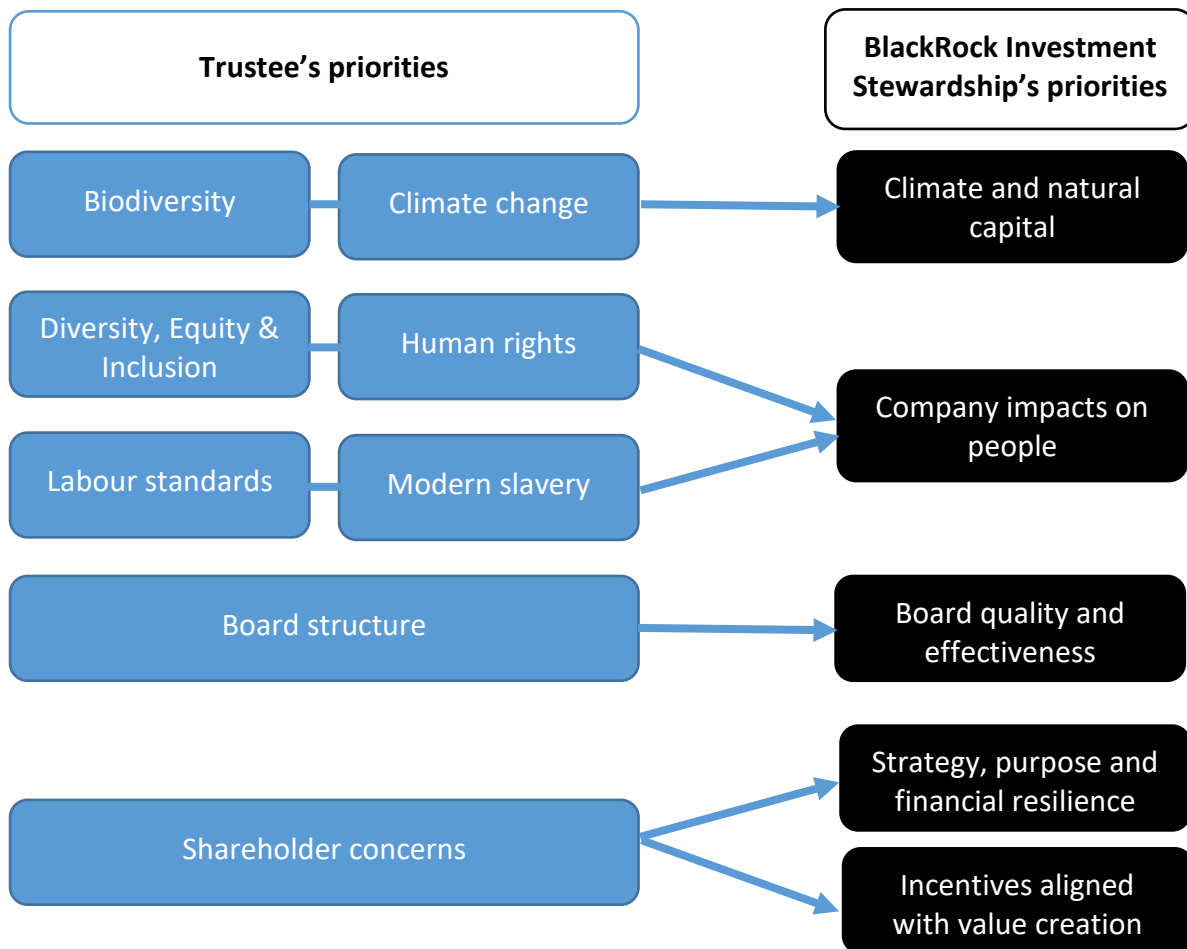 Trustee’s priorities
BlackRock Investment
Stewardship’s priorities
Biodiversity
Climate change
Climate and natural
capital
Diversity, Equity &
Inclusion
Human rights
Company impacts on
people
Labour standards
Modern slavery
Board structure
Board quality and
effectiveness
Shareholder concerns
Strategy, purpose and
financial resilience
Incentives aligned
with value creation